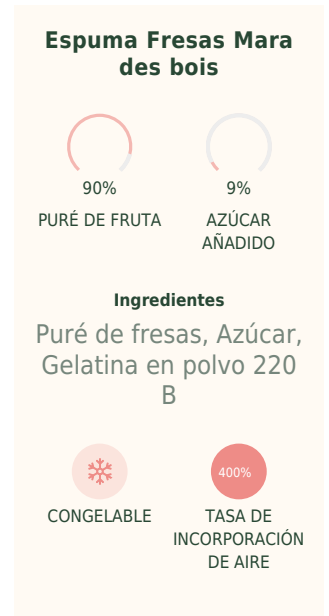 Espuma Fresas Mara
des bois
90%
PURÉ DE FRUTA
9%
AZÚCAR
AÑADIDO
Ingredientes
Puré de fresas, Azúcar,
Gelatina en polvo 220
B
CONGELABLE
400%
TASA DE
INCORPORACIÓN
DE AIRE